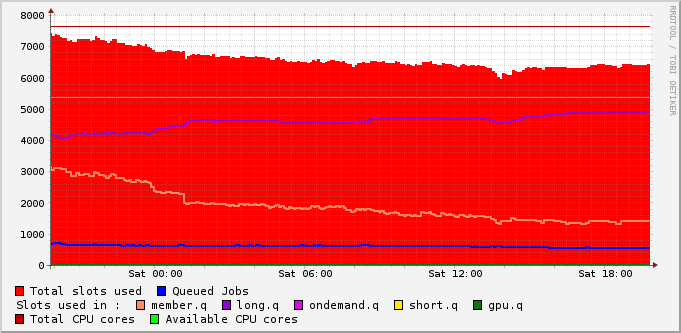 RRDTOOL / TOBI OETIKER
8000
7000
6000
5000
4000
3000
2000
1000
0
Sat 00:00 Sat 06:00 Sat 12:00 Sat 18:00
Total slots used Queued Jobs
Slots used in : member.q long.q ondemand.q short.q gpu.q
Total CPU cores Available CPU cores